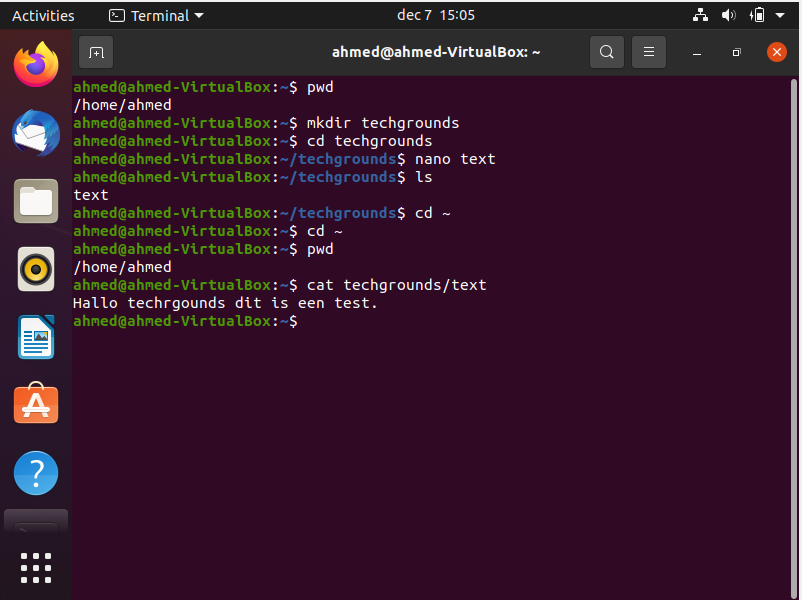 Activities Terminal dec 7 15:05
ahmed@ahmed-VirtualBox: ~
ahmed@ahmed-VirtualBox:~$ pwd
/home/ahmed
ahmed@ahmed-VirtualBox:~$ mkdir techgrounds
ahmed@ahmed-VirtualBox:~$ cd techgrounds
ahmed@ahmed-VirtualBox:~/techgrounds$ nano text
ahmed@ahmed-VirtualBox:~/techgrounds$ ls
text
ahmed@ahmed-VirtualBox:~/techgrounds$ cd ~
ahmed@ahmed-VirtualBox:~$ cd ~
ahmed@ahmed-VirtualBox:~$ pwd
/home/ahmed
ahmed@ahmed-VirtualBox:~$ cat techgrounds/text
Hallo techrgounds dit is een test.
ahmed@ahmed-VirtualBox:~$